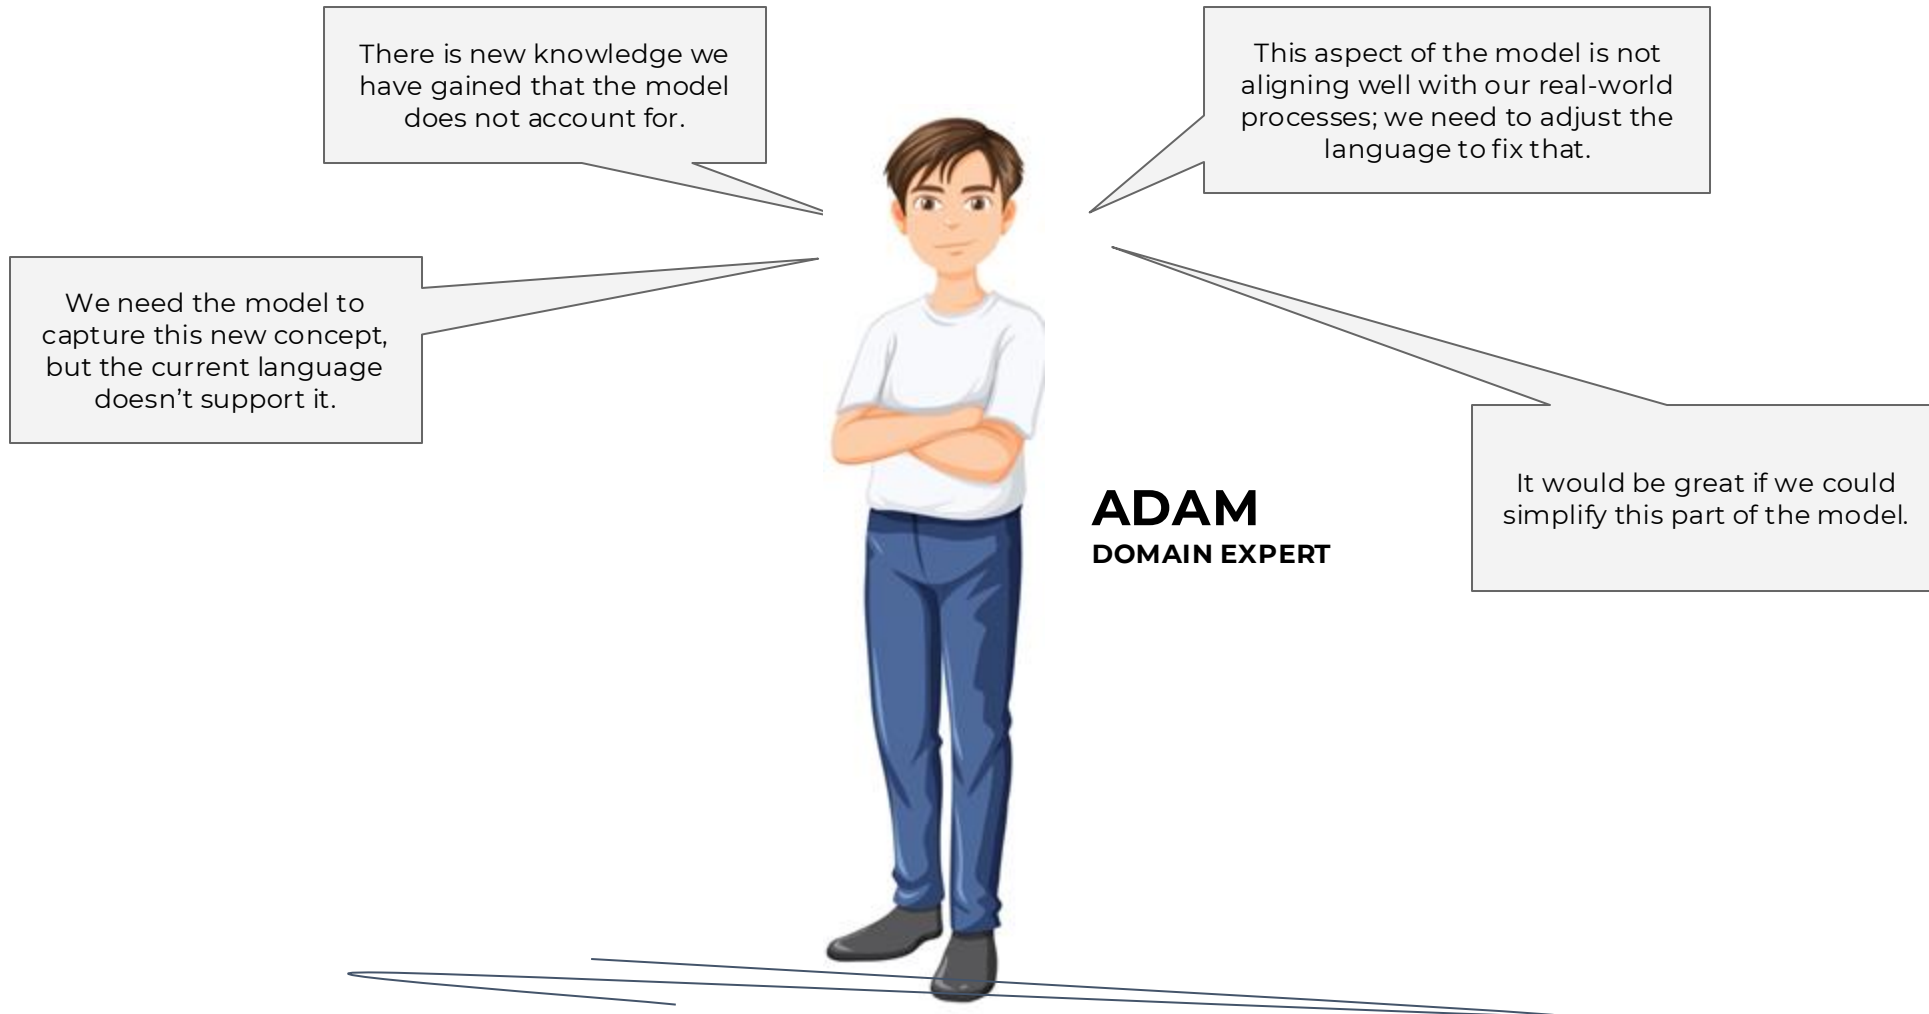 There is new knowledge we
have gained that the model
does not account for.
This aspect of the model is not
aligning well with our real-world
processes; we need to adjust the
language to fix that.
We need the model to
capture this new concept,
but the current language
doesn’t support it.
It would be great if we could
simplify this part of the model.
ADAM
DOMAIN EXPERT